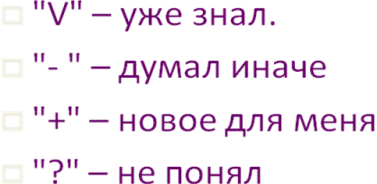 "V" – уже знал.
"- " – думал иначе
"+" – новое для меня
"?" – не понял